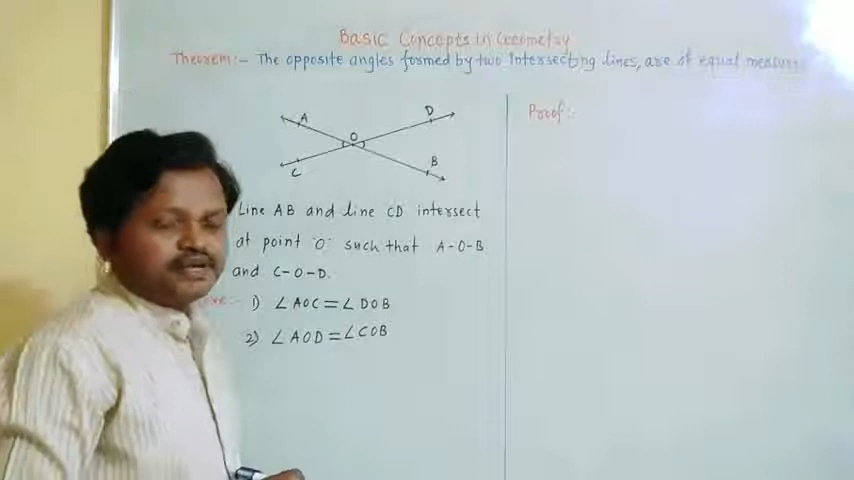 Basic Concepts in Geometry
Theorem:- The opposite angles formed by two intersecting lines, are of equal measure
A
D
O
C
B
Line AB and line CD intersect
at point 'O' such that A-O-B
and C-O-D.
1) ∠AOC = ∠DOB
2) ∠AOD = ∠COB
Proof:-